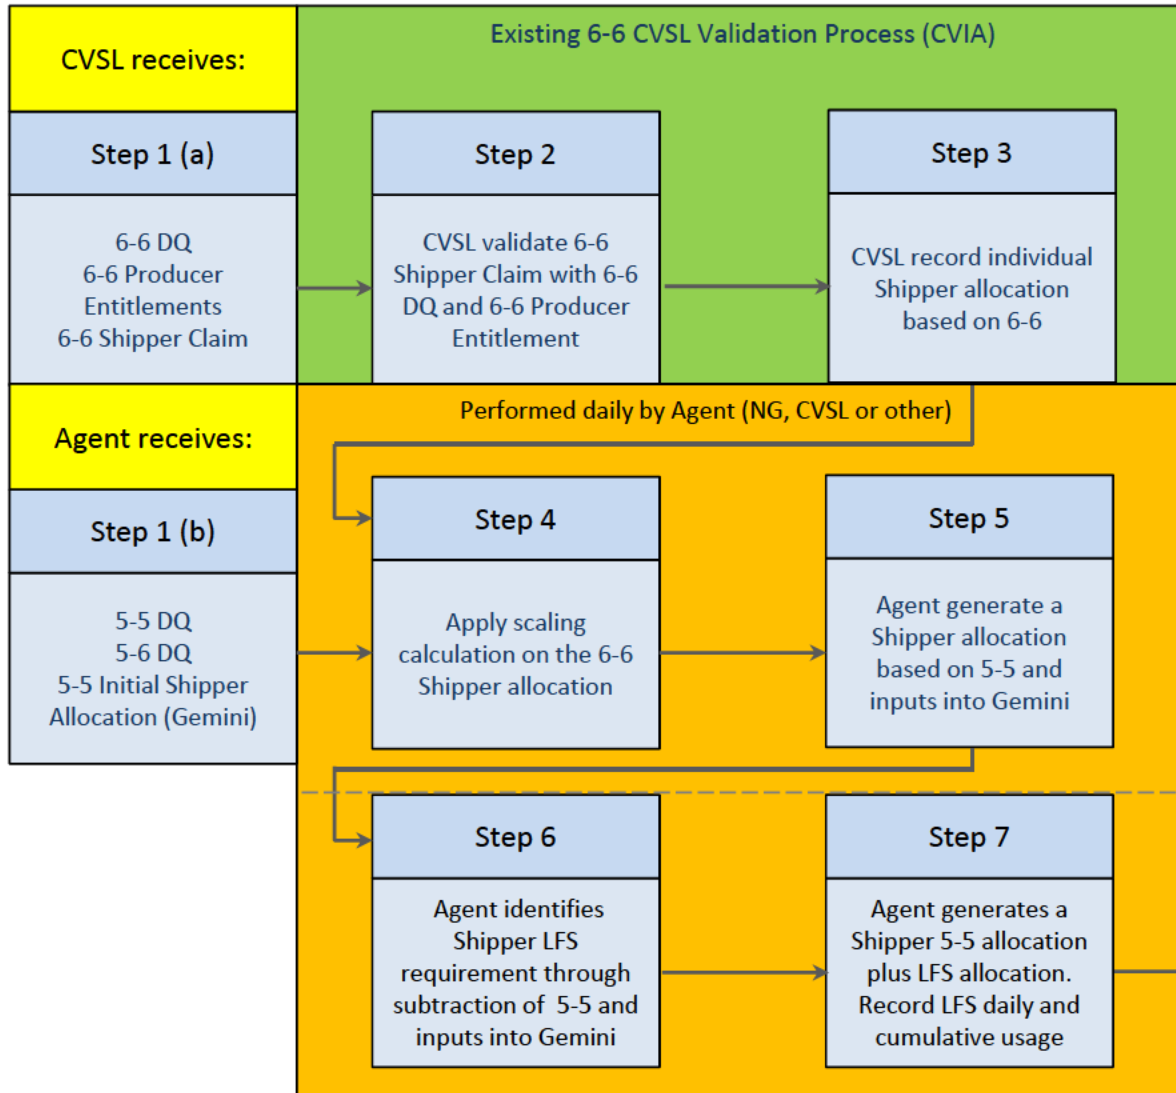 CVSL receives:
Existing 6-6 CVSL Validation Process (CVIA)
Step 1 (a)
6-6 DQ
6-6 Producer
Entitlements
6-6 Shipper Claim
Step 2
CVSL validate 6-6
Shipper Claim with 6-6
DQ and 6-6 Producer
Entitlement
Step 3
CVSL record individual
Shipper allocation
based on 6-6
Agent receives:
Performed daily by Agent (NG, CVSL or other)
Step 1 (b)
5-5 DQ
5-6 DQ
5-5 Initial Shipper
Allocation (Gemini)
Step 4
Apply scaling
calculation on the 6-6
Shipper allocation
Step 5
Agent generate a
Shipper allocation
based on 5-5 and
inputs into Gemini
Step 6
Agent identifies
Shipper LFS
requirement through
subtraction of 5-5 and
inputs into Gemini
Step 7
Agent generates a
Shipper 5-5 allocation
plus LFS allocation.
Record LFS daily and
cumulative usage